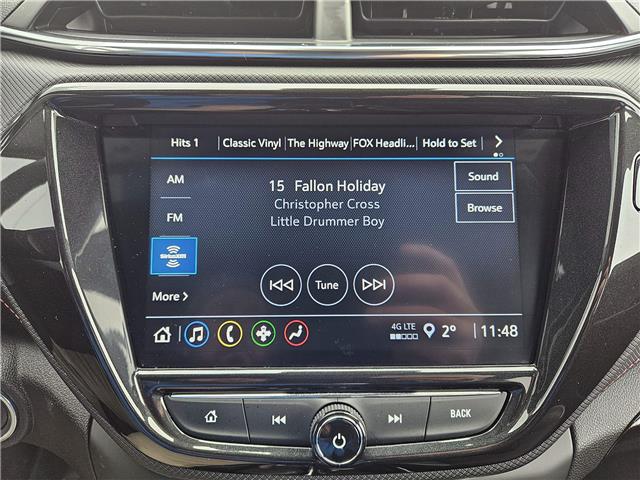 Hits 1 Classic Vinyl The Highway FOX Headli... Hold to Set
AM
15 Fallon Holiday
Sound
Christopher Cross
FM
Browse
Little Drummer Boy
SiriusXM
Tune
More >
4G LTE 2° 11:48
BACK